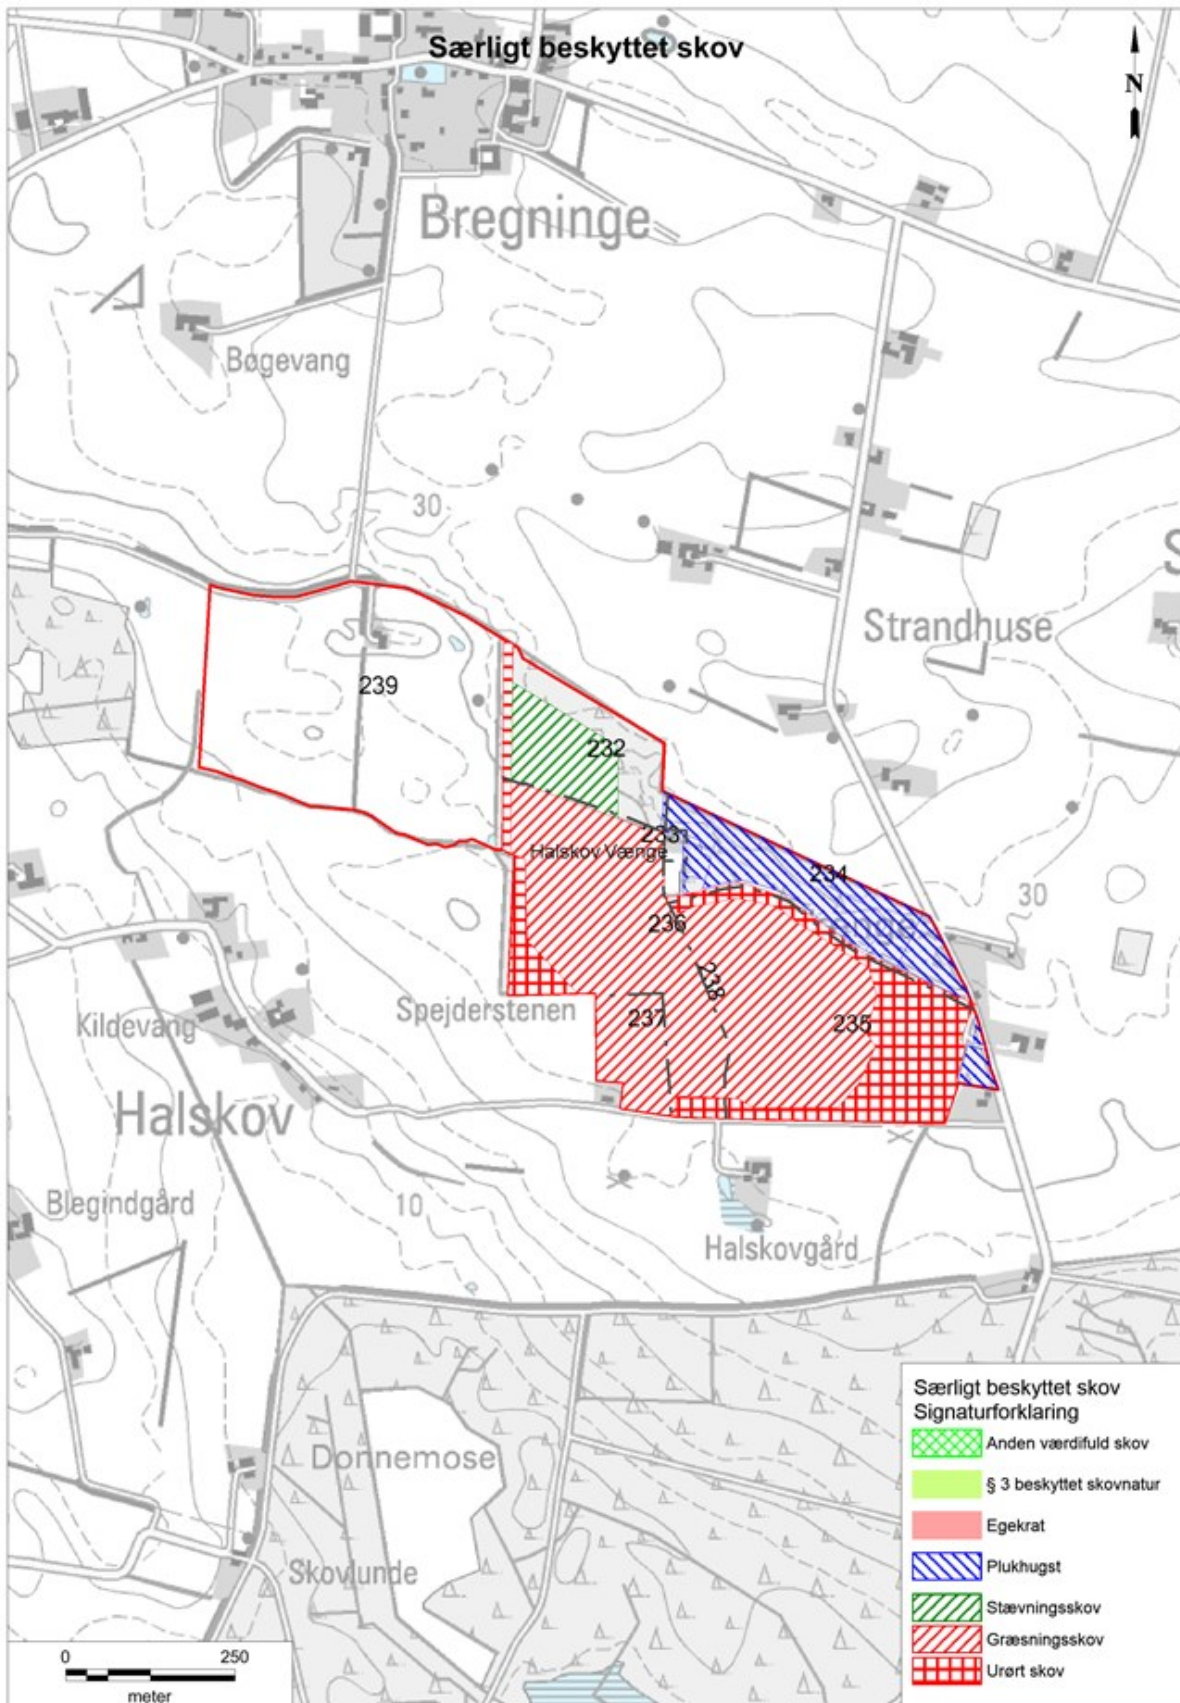 Særligt beskyttet skov
N
Bregninge
Bøgevang
30
S
Strandhuse
239
232
233
Halskov Vænge
234
30
236
238
Spejderstenen
237
235
Kildevang
Halskov
Blegindgård
10
Halskovgård
Donnemose
Skovlunde
Særligt beskyttet skov
Signaturforklaring
Anden værdifuld skov
§ 3 beskyttet skovnatur
Egekrat
Plukhugst
Stævningsskov
Græsningsskov
Urørt skov
0 250
meter